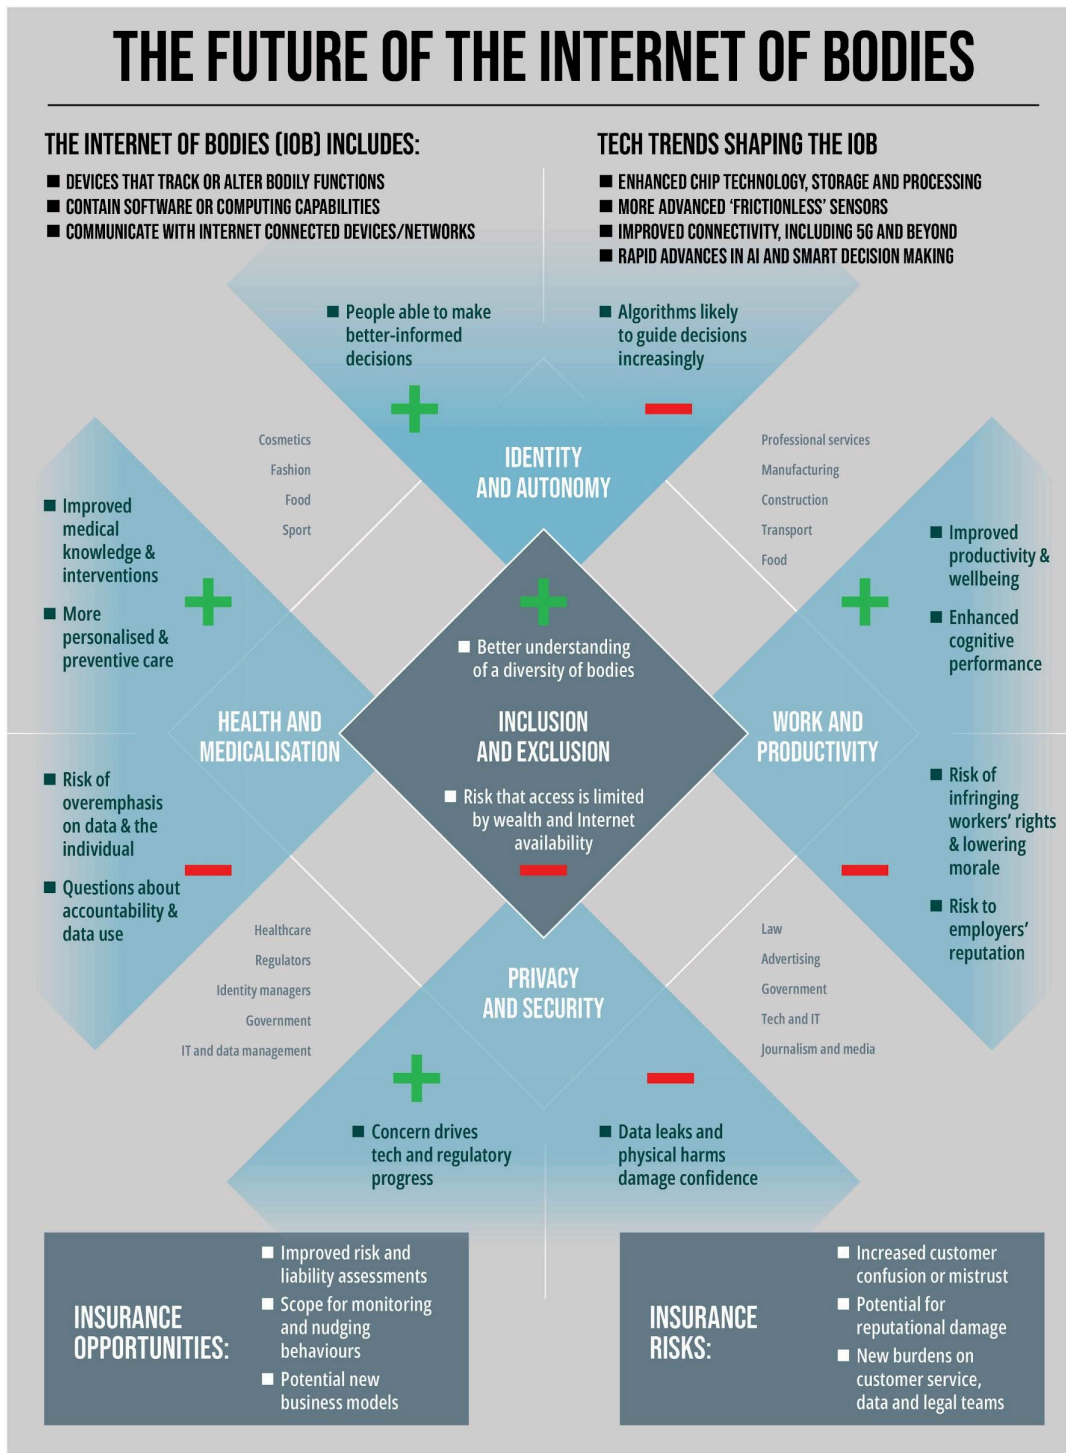 THE FUTURE OF THE INTERNET OF BODIES
THE INTERNET OF BODIES (IOB) INCLUDES:
DEVICES THAT TRACK OR ALTER BODILY FUNCTIONS
CONTAIN SOFTWARE OR COMPUTING CAPABILITIES
COMMUNICATE WITH INTERNET CONNECTED DEVICES/NETWORKS
TECH TRENDS SHAPING THE IOB
ENHANCED CHIP TECHNOLOGY, STORAGE AND PROCESSING
MORE ADVANCED ‘FRICTIONLESS’ SENSORS
IMPROVED CONNECTIVITY, INCLUDING 5G AND BEYOND
RAPID ADVANCES IN AI AND SMART DECISION MAKING
People able to make
better-informed
decisions
Algorithms likely
to guide decisions
increasingly
IDENTITY
AND AUTONOMY
Cosmetics
Fashion
Food
Sport
Professional services
Manufacturing
Construction
Transport
Food
Improved
medical
knowledge &
interventions
More
personalised &
preventive care
HEALTH AND
MEDICALISATION
Risk of
overemphasis
on data & the
individual
Questions about
accountability &
data use
Better understanding
of a diversity of bodies
INCLUSION
AND EXCLUSION
Risk that access is limited
by wealth and Internet
availability
Improved
productivity &
wellbeing
Enhanced
cognitive
performance
WORK AND
PRODUCTIVITY
Risk of
infringing
workers’ rights
& lowering
morale
Risk to
employers’
reputation
Healthcare
Regulators
Identity managers
Government
IT and data management
Law
Advertising
Government
Tech and IT
Journalism and media
PRIVACY
AND SECURITY
Concern drives
tech and regulatory
progress
Data leaks and
physical harms
damage confidence
INSURANCE
OPPORTUNITIES:
Improved risk and
liability assessments
Scope for monitoring
and nudging
behaviours
Potential new
business models
INSURANCE
RISKS:
Increased customer
confusion or mistrust
Potential for
reputational damage
New burdens on
customer service,
data and legal teams